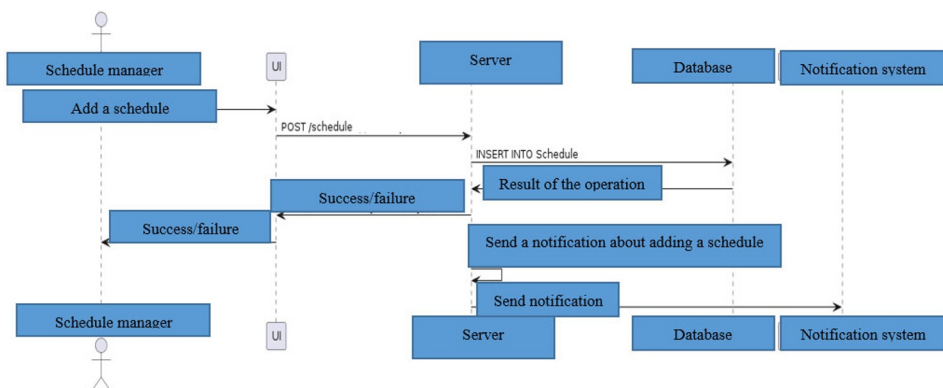 Schedule manager
UI
Server
Database
Notification system
Add a schedule
POST /schedule
INSERT INTO Schedule
Result of the operation
Success/failure
Success/failure
Send a notification about adding a schedule
Send notification
Schedule manager
UI
Server
Database
Notification system